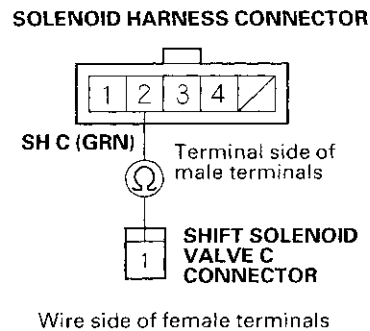 SOLENOID HARNESS CONNECTOR
1 2 3 4
SH C (GRN)
Terminal side of
male terminals
Ω
1
SHIFT SOLENOID
VALVE C
CONNECTOR
Wire side of female terminals